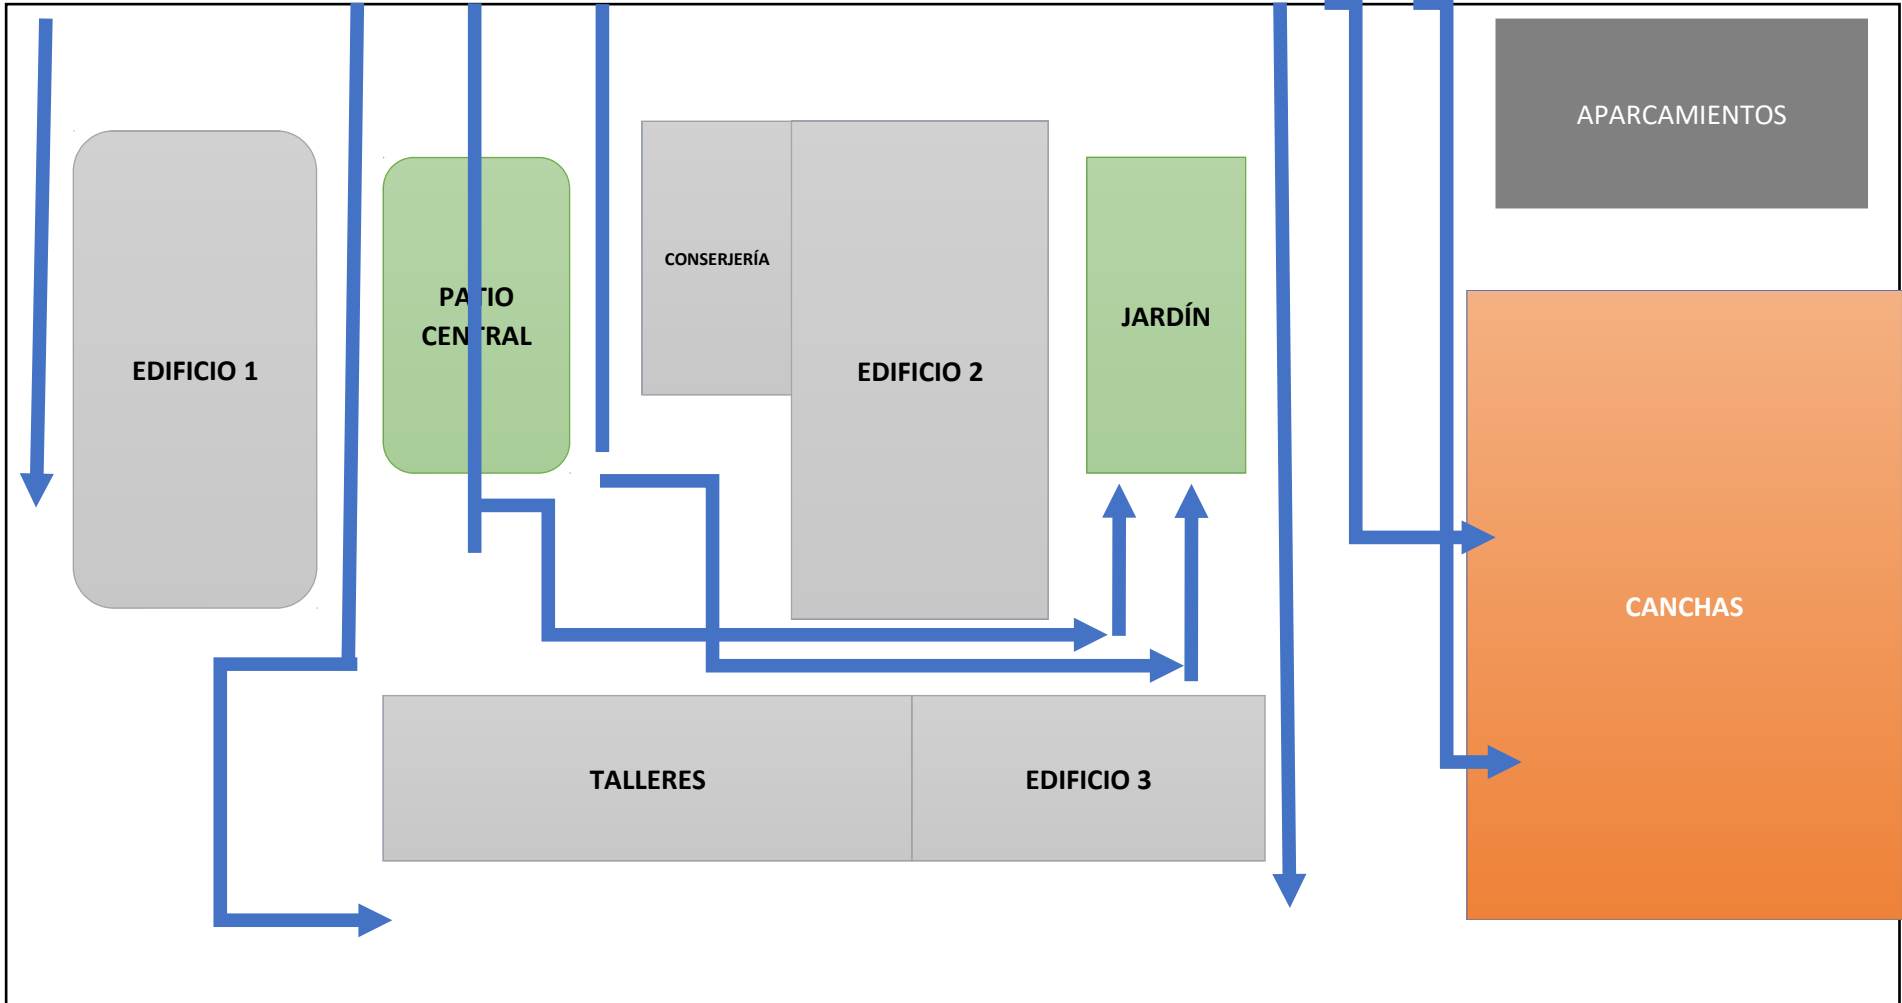 APARCAMIENTOS
CONSERJERÍA
PATIO
CENTRAL
JARDÍN
EDIFICIO 1
EDIFICIO 2
CANCHAS
TALLERES
EDIFICIO 3